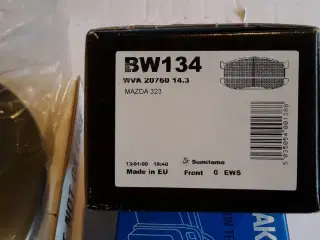 BW134
WVA 20760 14.3
MAZDA 323
13/01/00 10:40
Sumitomo
Made in EU
Front 0 EWS
AK